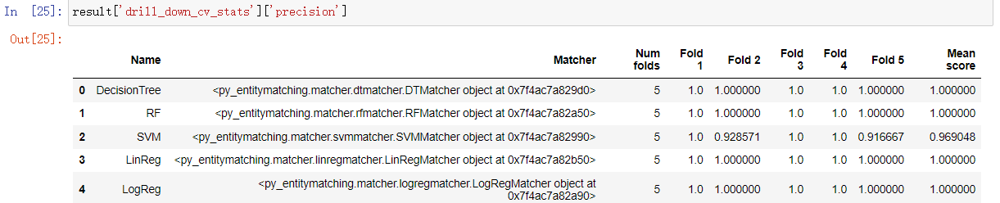 In [25]: result['drill_down_cv_stats']['precision']
Out[25]:
Name Matcher Num folds Fold 1 Fold 2 Fold 3 Fold 4 Fold 5 Mean score
0 DecisionTree <py_entitymatching.matcher.dtmatcher.DTMatcher object at 0x7f4ac7a829d0> 5 1.0 1.000000 1.0 1.0 1.000000 1.000000
1 RF <py_entitymatching.matcher.rfmatcher.RFMatcher object at 0x7f4ac7a82a50> 5 1.0 1.000000 1.0 1.0 1.000000 1.000000
2 SVM <py_entitymatching.matcher.svmmatcher.SVMMatcher object at 0x7f4ac7a82990> 5 1.0 0.928571 1.0 1.0 0.916667 0.969048
3 LinReg <py_entitymatching.matcher.linregmatcher.LinRegMatcher object at 0x7f4ac7a82b50> 5 1.0 1.000000 1.0 1.0 1.000000 1.000000
4 LogReg <py_entitymatching.matcher.logregmatcher.LogRegMatcher object at 0x7f4ac7a82a90> 5 1.0 1.000000 1.0 1.0 1.000000 1.000000